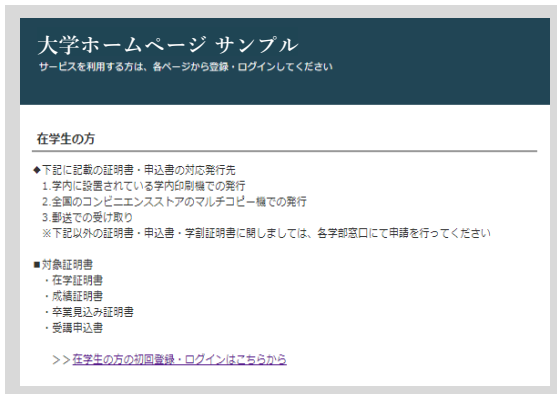 大学ホームページ サンプル
サービスを利用する方は、各ページから登録・ログインしてください
在学生の方
◆下記に記載の証明書・申込書の対応発行先
1.学内に設置されている学内印刷機での発行
2.全国のコンビニエンスストアのマルチコピー機での発行
3.郵送での受け取り
※下記以外の証明書・申込書・学割証明書に関しましては、各学部窓口にて申請を行ってください
■対象証明書
・在学証明書
・成績証明書
・卒業見込み証明書
・受講申込書
>>在学生の方の初回登録・ログインはこちらから